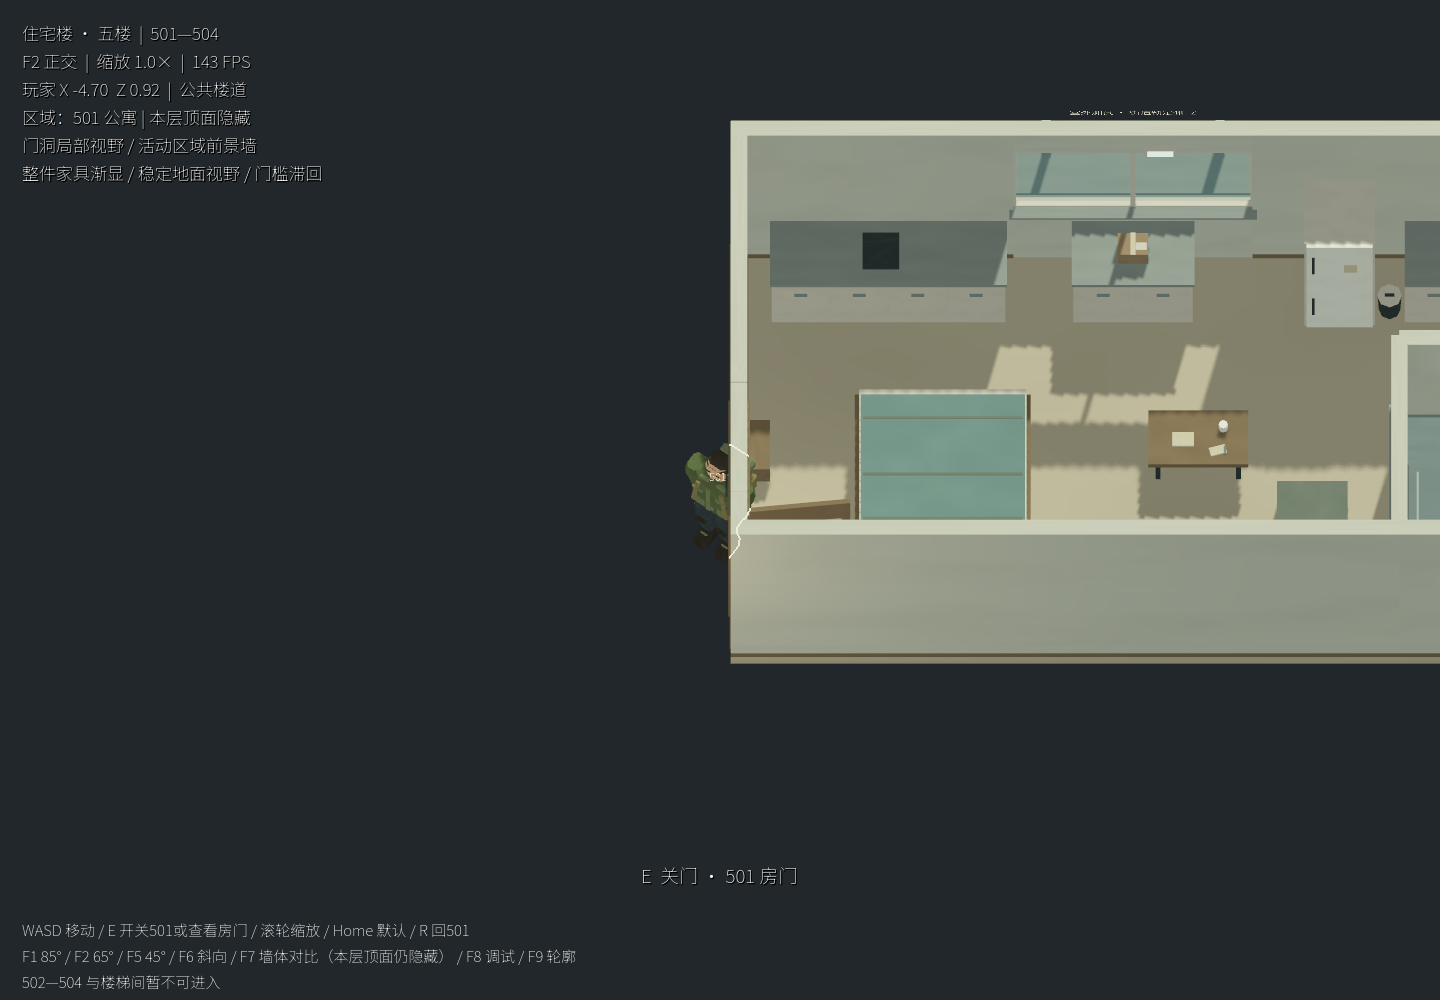 住宅楼 · 五楼 | 501—504
F2 正交 | 缩放 1.0× | 143 FPS
玩家 X -4.70 Z 0.92 | 公共楼道
区域：501 公寓 | 本层顶面隐藏
门洞局部视野 / 活动区域前景墙
整件家具渐显 / 稳定地面视野 / 门槛滞回
501
E 关门 · 501 房门
WASD 移动 / E 开关501或查看房门 / 滚轮缩放 / Home 默认 / R 回501
F1 85° / F2 65° / F5 45° / F6 斜向 / F7 墙体对比（本层顶面仍隐藏） / F8 调试 / F9 轮廓
502—504 与楼梯间暂不可进入